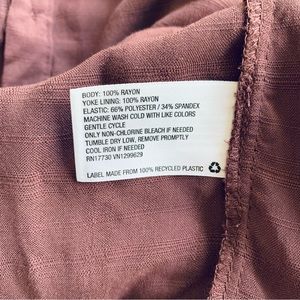 BODY: 100% RAYON
YOKE LINING: 100% RAYON
ELASTIC: 66% POLYESTER / 34% SPANDEX
MACHINE WASH COLD WITH LIKE COLORS
GENTLE CYCLE
ONLY NON-CHLORINE BLEACH IF NEEDED
TUMBLE DRY LOW, REMOVE PROMPTLY
COOL IRON IF NEEDED
RN17730 VN1299629
LABEL MADE FROM 100% RECYCLED PLASTIC